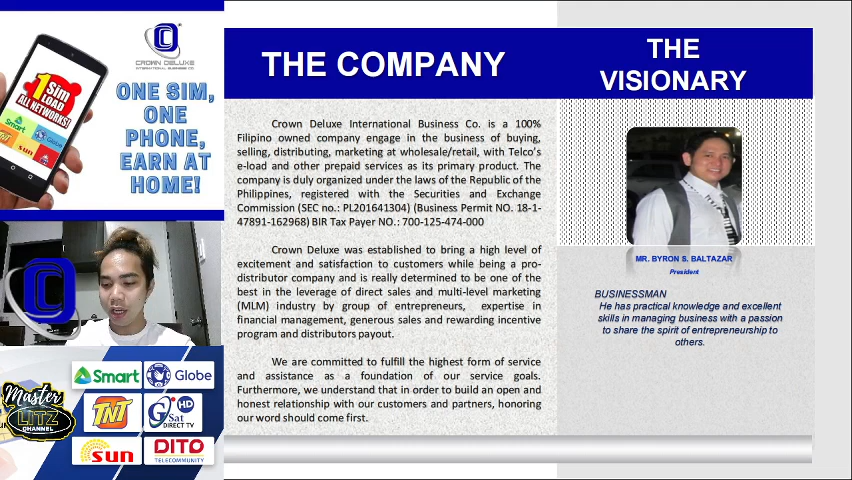 CROWN DELUXE
INTERNATIONAL BUSINESS CO.
ONE SIM,
ONE
PHONE,
EARN AT
HOME!
1Sim
LOAD
ALL NETWORKS!
Smart
Globe
TNT
sun
THE COMPANY
Crown Deluxe International Business Co. is a 100%
Filipino owned company engage in the business of buying,
selling, distributing, marketing at wholesale/retail, with Telco's
e-load and other prepaid services as its primary product. The
company is duly organized under the laws of the Republic of the
Philippines, registered with the Securities and Exchange
Commission (SEC no.: PL201641304) (Business Permit NO. 18-1-
47891-162968) BIR Tax Payer NO.: 700-125-474-000
Crown Deluxe was established to bring a high level of
excitement and satisfaction to customers while being a pro-
distributor company and is really determined to be one of the
best in the leverage of direct sales and multi-level marketing
(MLM) industry by group of entrepreneurs, expertise in
financial management, generous sales and rewarding incentive
program and distributors payout.
We are committed to fulfill the highest form of service
and assistance as a foundation of our service goals.
Furthermore, we understand that in order to build an open and
honest relationship with our customers and partners, honoring
our word should come first.
THE
VISIONARY
MR. BYRON S. BALTAZAR
President
BUSINESSMAN
He has practical knowledge and excellent
skills in managing business with a passion
to share the spirit of entrepreneurship to
others.
Master
LITZ
CHANNEL
Smart
Globe
TNT
GSat HD
DIRECT TV
sun
DITO
TELECOMMUNITY